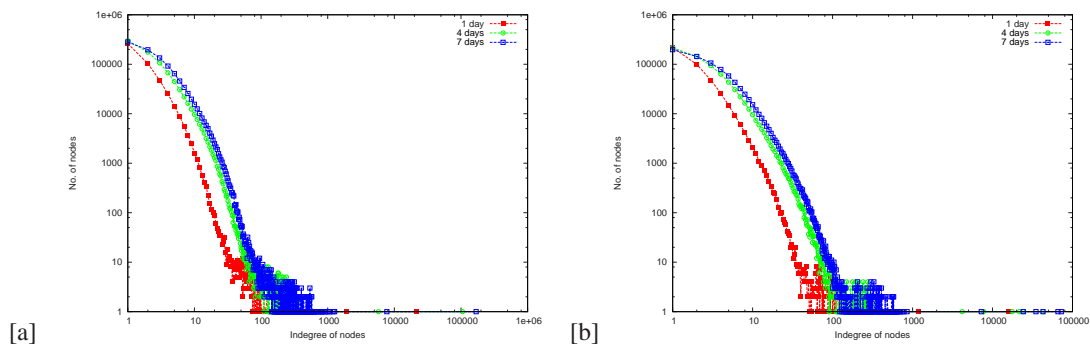 1e+06
100000
10000
1000
100
10
1
1 10 100 1000 10000 100000 1e+06
No. of nodes
Indegree of nodes
1 day
4 days
7 days
[a]
1e+06
100000
10000
1000
100
10
1
1 10 100 1000 10000 100000
No. of nodes
Indegree of nodes
1 day
4 days
7 days
[b]